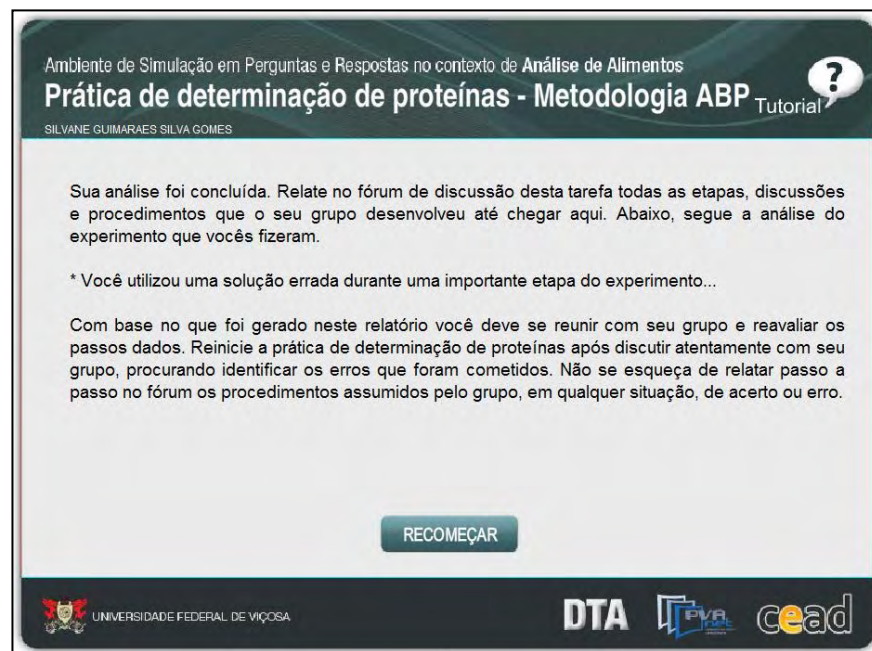 Ambiente de Simulação em Perguntas e Respostas no contexto de Análise de Alimentos
Prática de determinação de proteínas - Metodologia ABP
Tutorial
?
SILVANE GUIMARAES SILVA GOMES
Sua análise foi concluída. Relate no fórum de discussão desta tarefa todas as etapas, discussões
e procedimentos que o seu grupo desenvolveu até chegar aqui. Abaixo, segue a análise do
experimento que vocês fizeram.
* Você utilizou uma solução errada durante uma importante etapa do experimento...
Com base no que foi gerado neste relatório você deve se reunir com seu grupo e reavaliar os
passos dados. Reinicie a prática de determinação de proteínas após discutir atentamente com seu
grupo, procurando identificar os erros que foram cometidos. Não se esqueça de relatar passo a
passo no fórum os procedimentos assumidos pelo grupo, em qualquer situação, de acerto ou erro.
RECOMEÇAR
UNIVERSIDADE FEDERAL DE VIÇOSA
DTA
PVA
net
cead